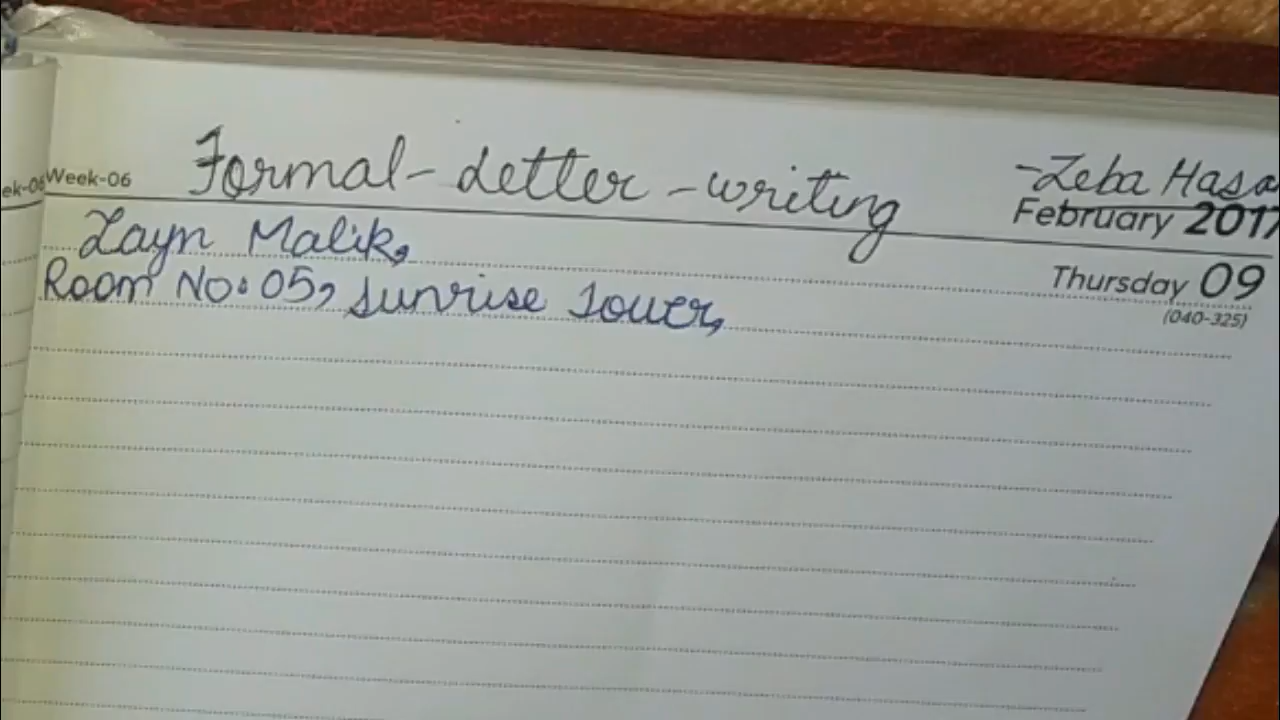 Week-06 Formal-Letter-writing -Zeba Hasa
February 2017
Zayn Malik,
Thursday 09
Room No: 05, Sunrise Tower,
(040-325)